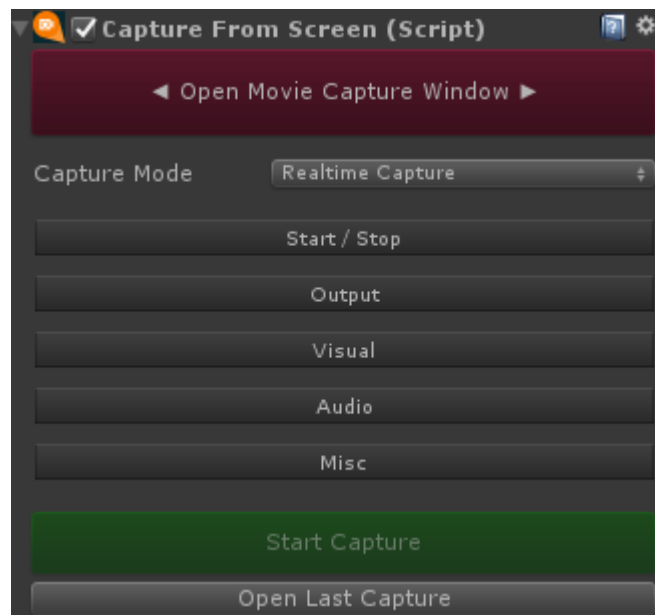 Capture From Screen (Script)
◄ Open Movie Capture Window ►
Capture Mode Realtime Capture
Start / Stop
Output
Visual
Audio
Misc
Start Capture
Open Last Capture